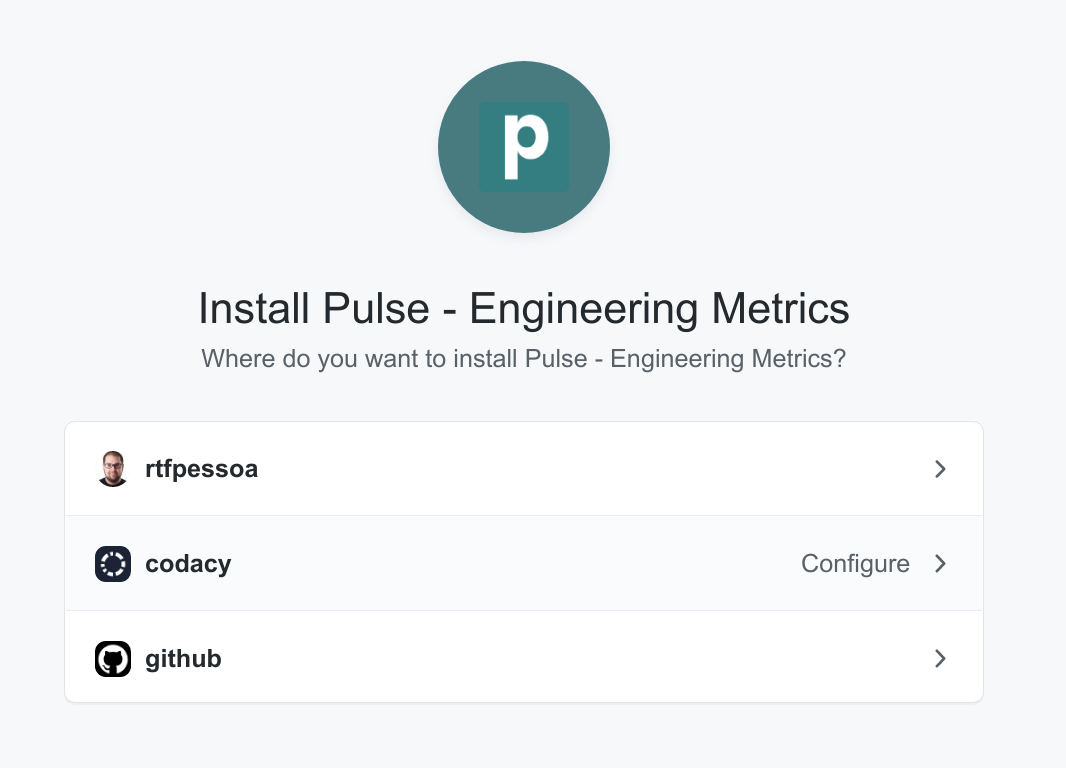 p
Install Pulse - Engineering Metrics
Where do you want to install Pulse - Engineering Metrics?
rtfpessoa
codacy Configure
github